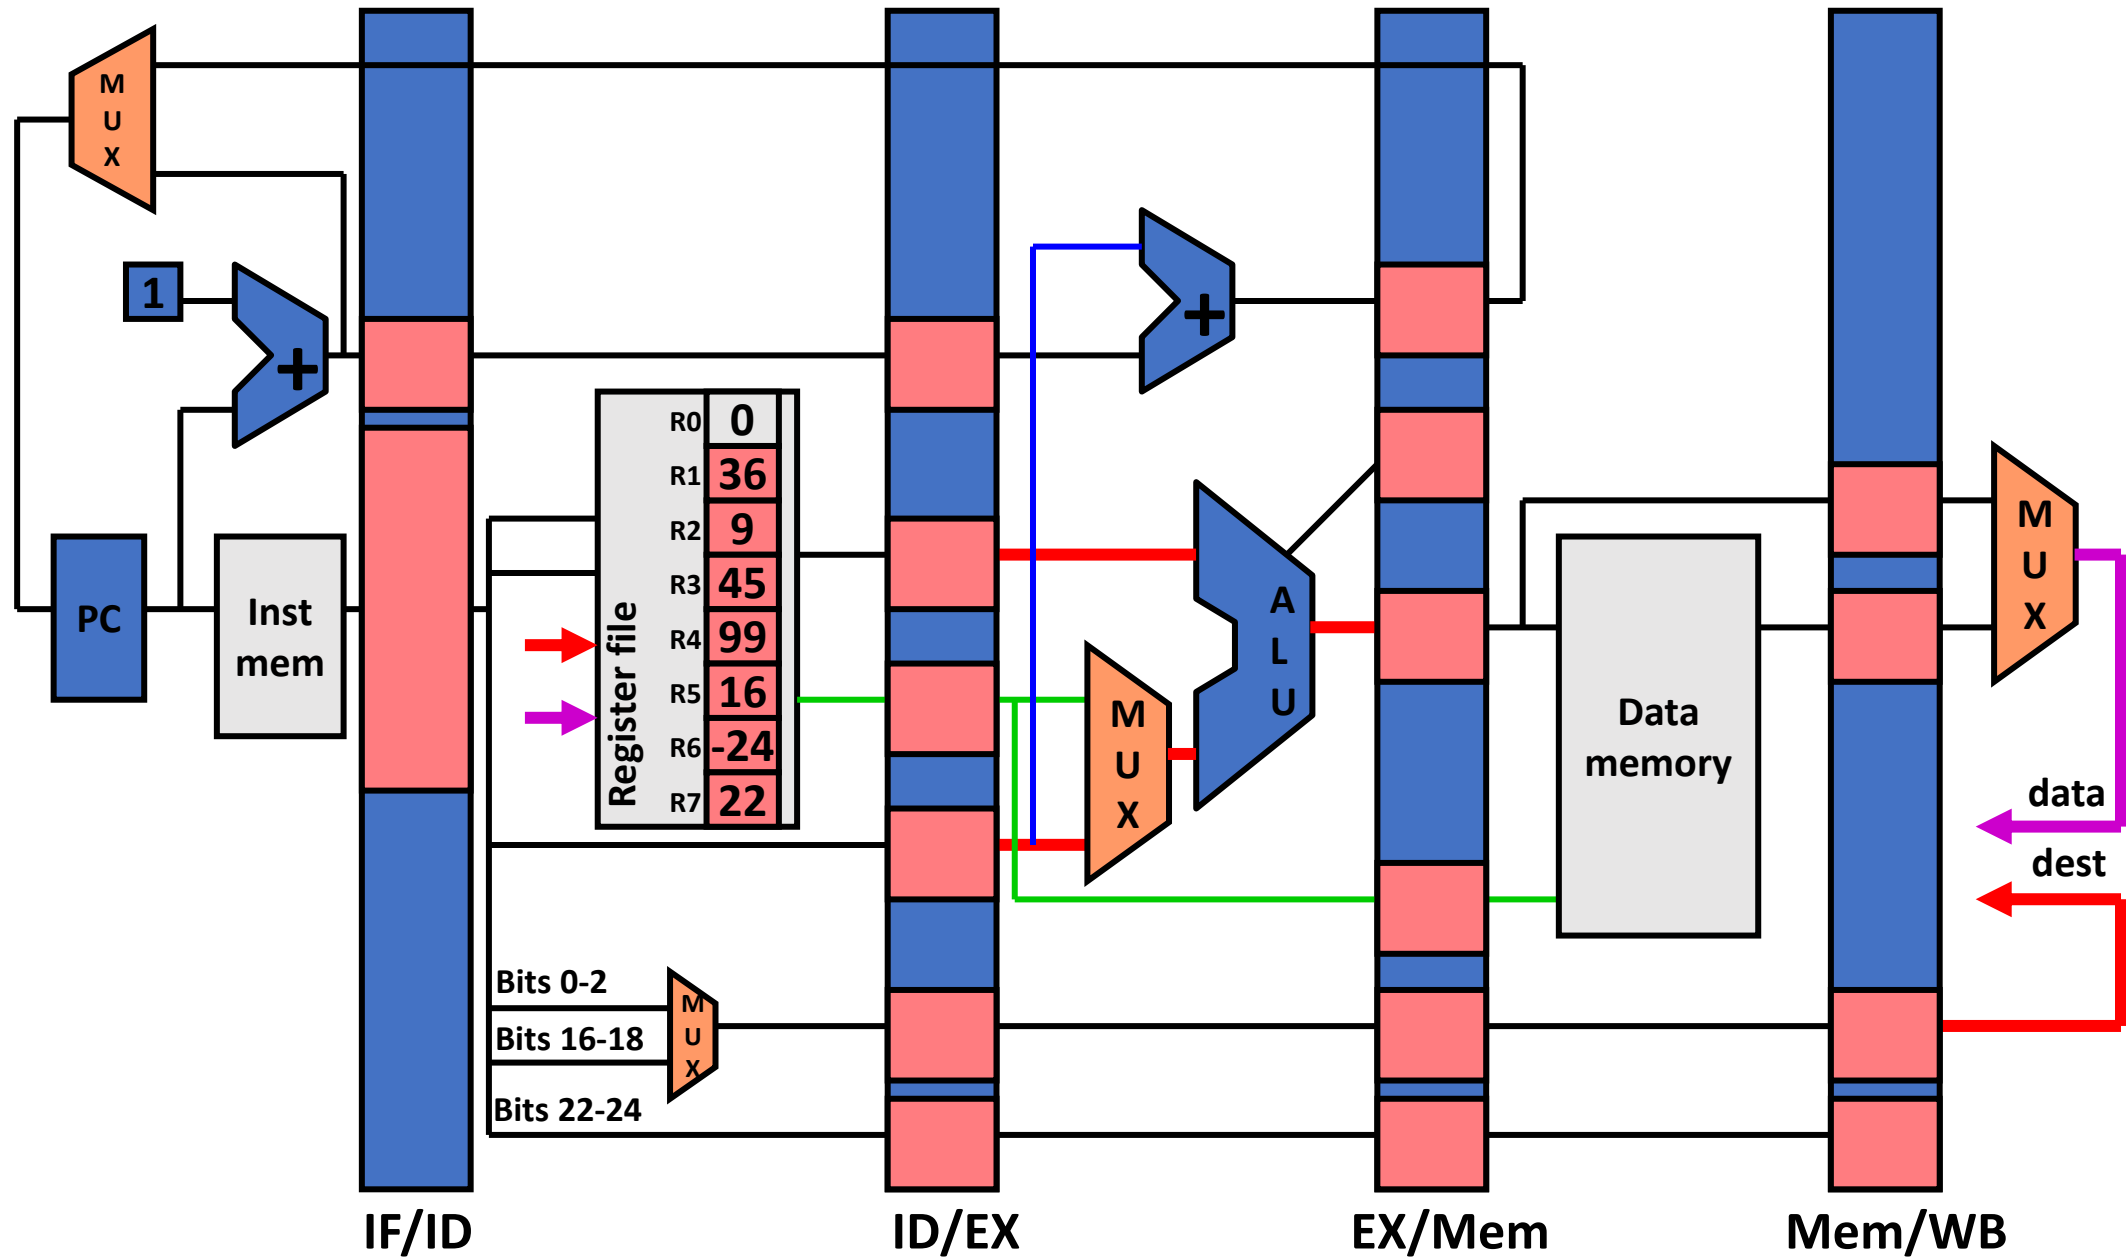 M
U
X
1
+
PC
Inst
mem
Register file
R0 0
R1 36
R2 9
R3 45
R4 99
R5 16
R6 -24
R7 22
Bits 0-2
Bits 16-18
Bits 22-24
M
U
X
+
M
U
X
A
L
U
Data
memory
M
U
X
data
dest
IF/ID
ID/EX
EX/Mem
Mem/WB